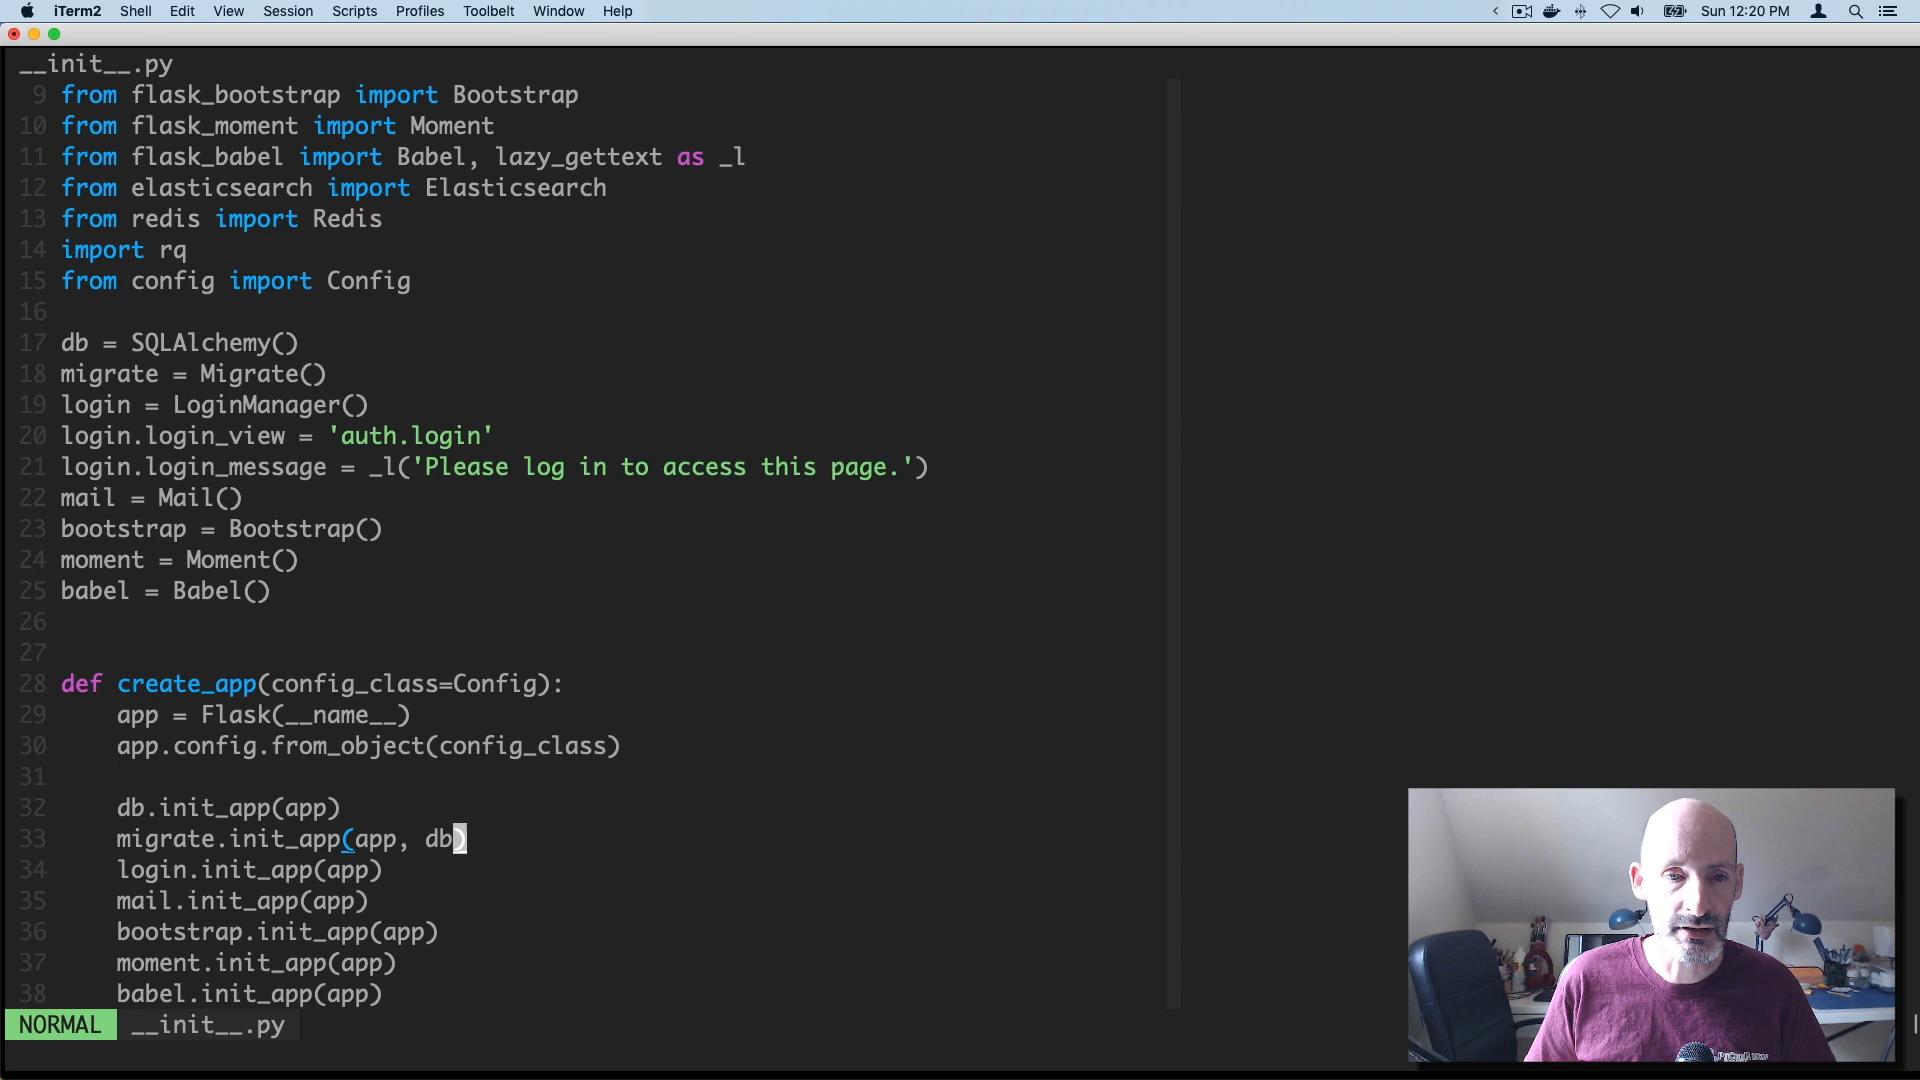 iTerm2 Shell Edit View Session Scripts Profiles Toolbelt Window Help Sun 12:20 PM
__init__.py
9 from flask_bootstrap import Bootstrap
10 from flask_moment import Moment
11 from flask_babel import Babel, lazy_gettext as _l
12 from elasticsearch import Elasticsearch
13 from redis import Redis
14 import rq
15 from config import Config
16
17 db = SQLAlchemy()
18 migrate = Migrate()
19 login = LoginManager()
20 login.login_view = 'auth.login'
21 login.login_message = _l('Please log in to access this page.')
22 mail = Mail()
23 bootstrap = Bootstrap()
24 moment = Moment()
25 babel = Babel()
26
27
28 def create_app(config_class=Config):
29     app = Flask(__name__)
30     app.config.from_object(config_class)
31
32     db.init_app(app)
33     migrate.init_app(app, db)
34     login.init_app(app)
35     mail.init_app(app)
36     bootstrap.init_app(app)
37     moment.init_app(app)
38     babel.init_app(app)
NORMAL __init__.py